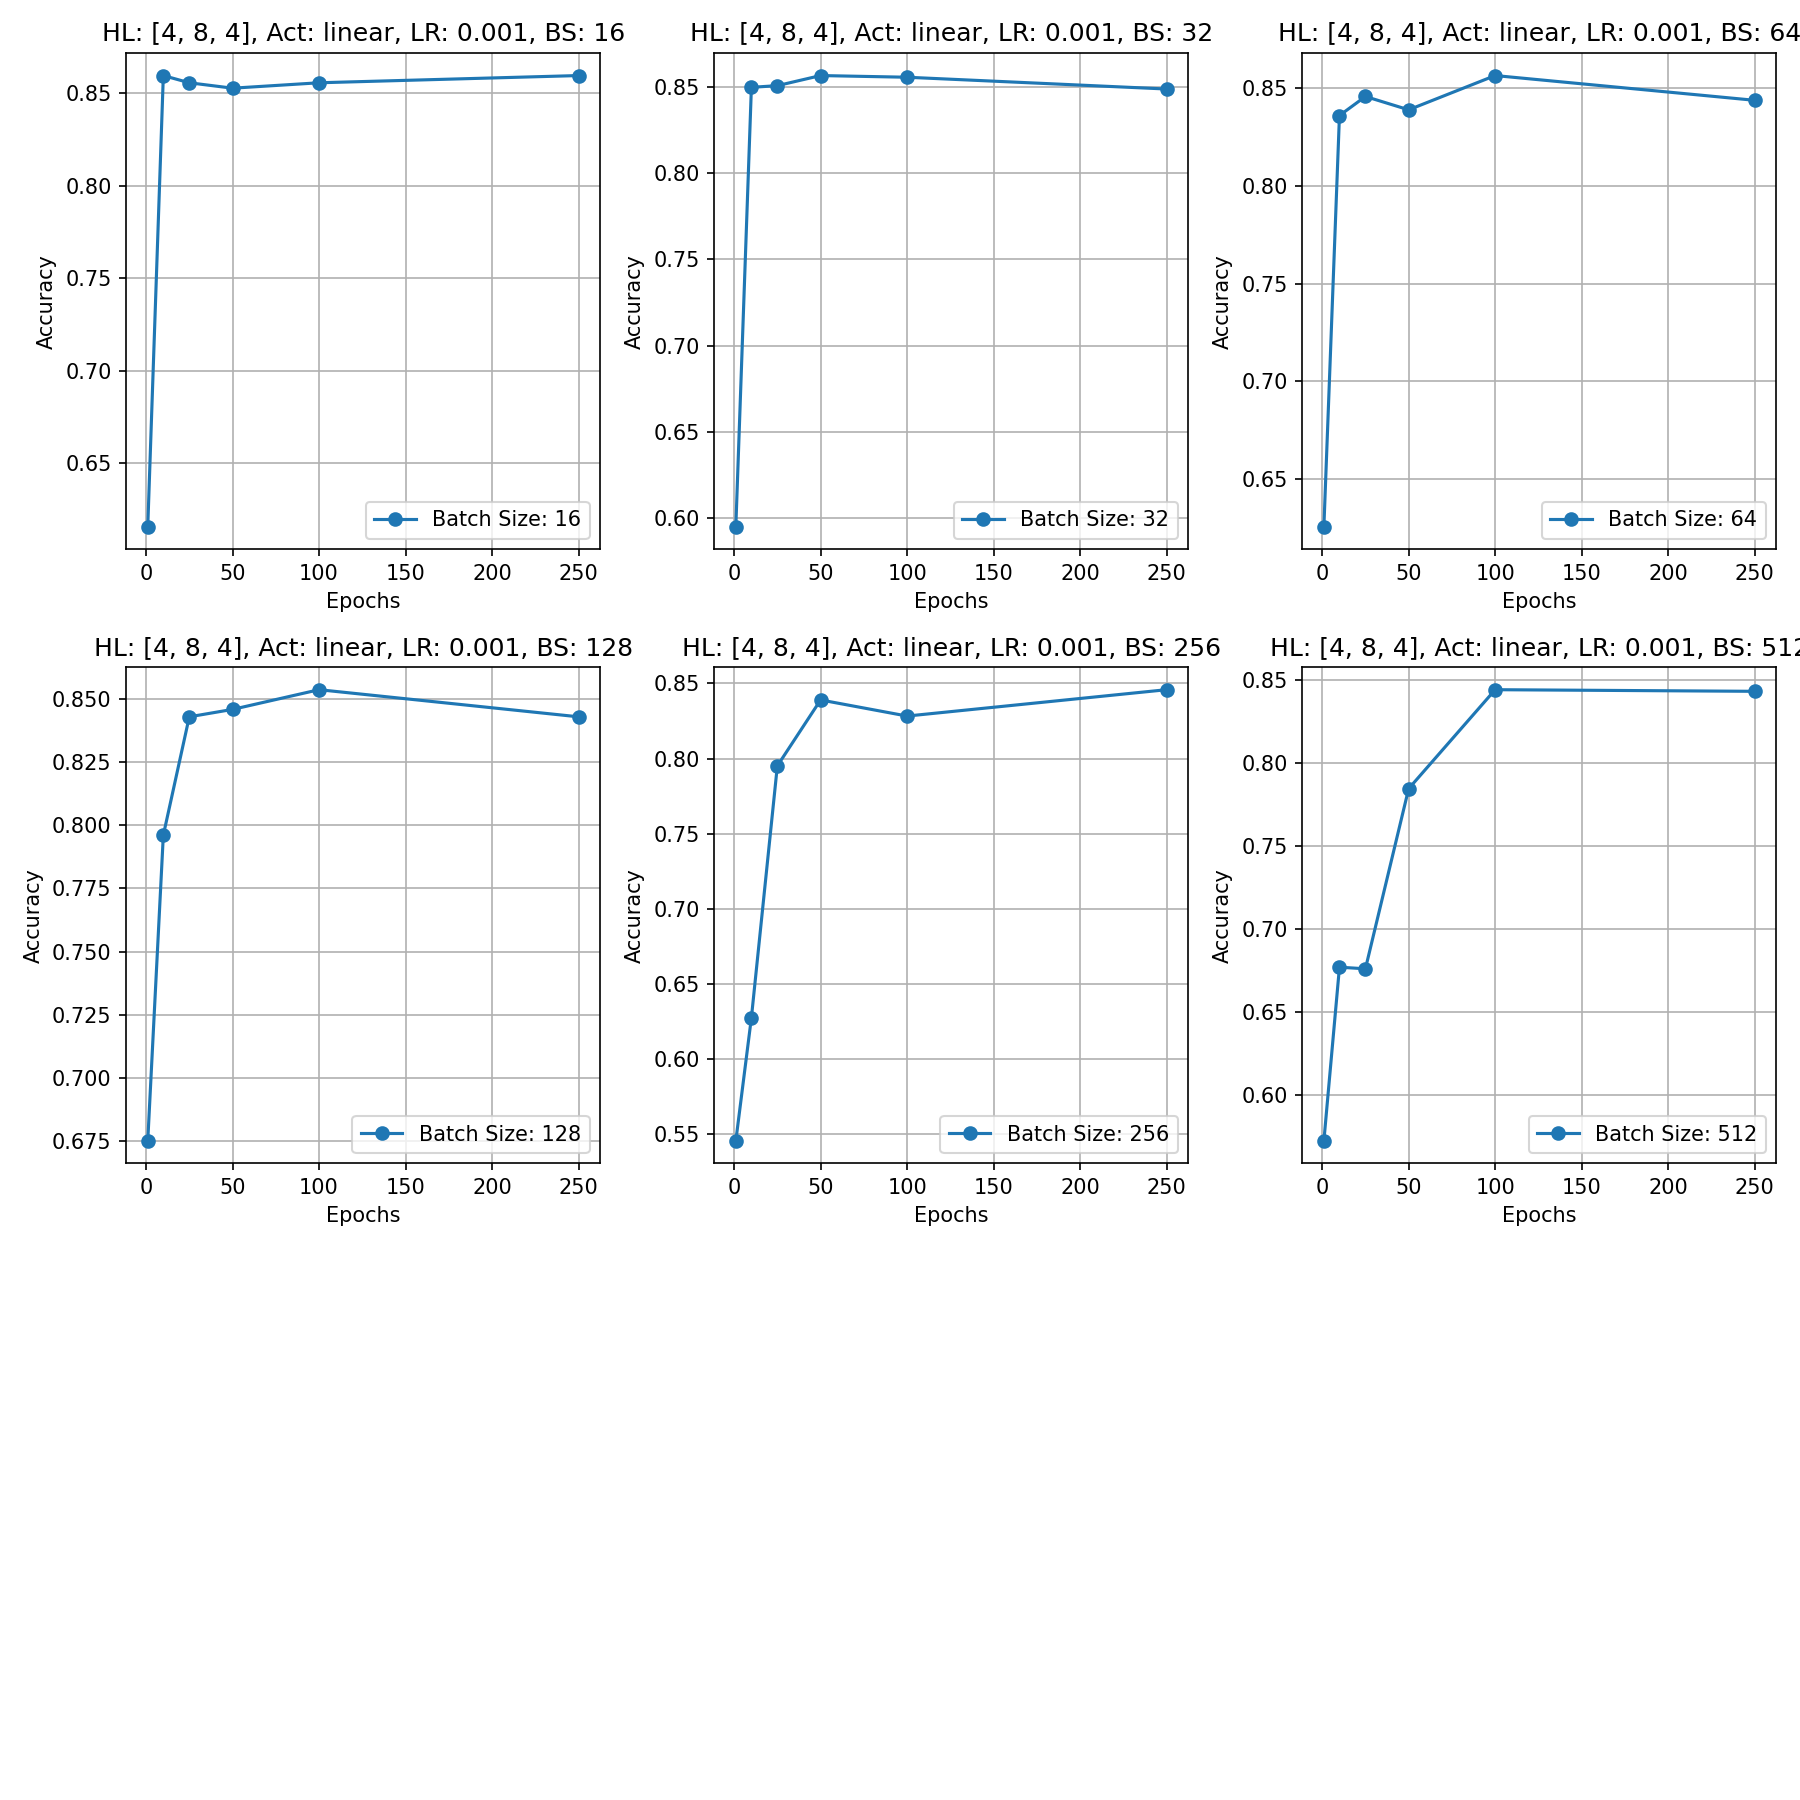 HL: [4, 8, 4], Act: linear, LR: 0.001, BS: 16
0.85
0.80
0.75
0.70
0.65
Accuracy
Batch Size: 16
0 50 100 150 200 250
Epochs
HL: [4, 8, 4], Act: linear, LR: 0.001, BS: 32
0.85
0.80
0.75
0.70
0.65
0.60
Accuracy
Batch Size: 32
0 50 100 150 200 250
Epochs
HL: [4, 8, 4], Act: linear, LR: 0.001, BS: 64
0.85
0.80
0.75
0.70
0.65
Accuracy
Batch Size: 64
0 50 100 150 200 250
Epochs
HL: [4, 8, 4], Act: linear, LR: 0.001, BS: 128
0.850
0.825
0.800
0.775
0.750
0.725
0.700
0.675
Accuracy
Batch Size: 128
0 50 100 150 200 250
Epochs
HL: [4, 8, 4], Act: linear, LR: 0.001, BS: 256
0.85
0.80
0.75
0.70
0.65
0.60
0.55
Accuracy
Batch Size: 256
0 50 100 150 200 250
Epochs
HL: [4, 8, 4], Act: linear, LR: 0.001, BS: 512
0.85
0.80
0.75
0.70
0.65
0.60
Accuracy
Batch Size: 512
0 50 100 150 200 250
Epochs